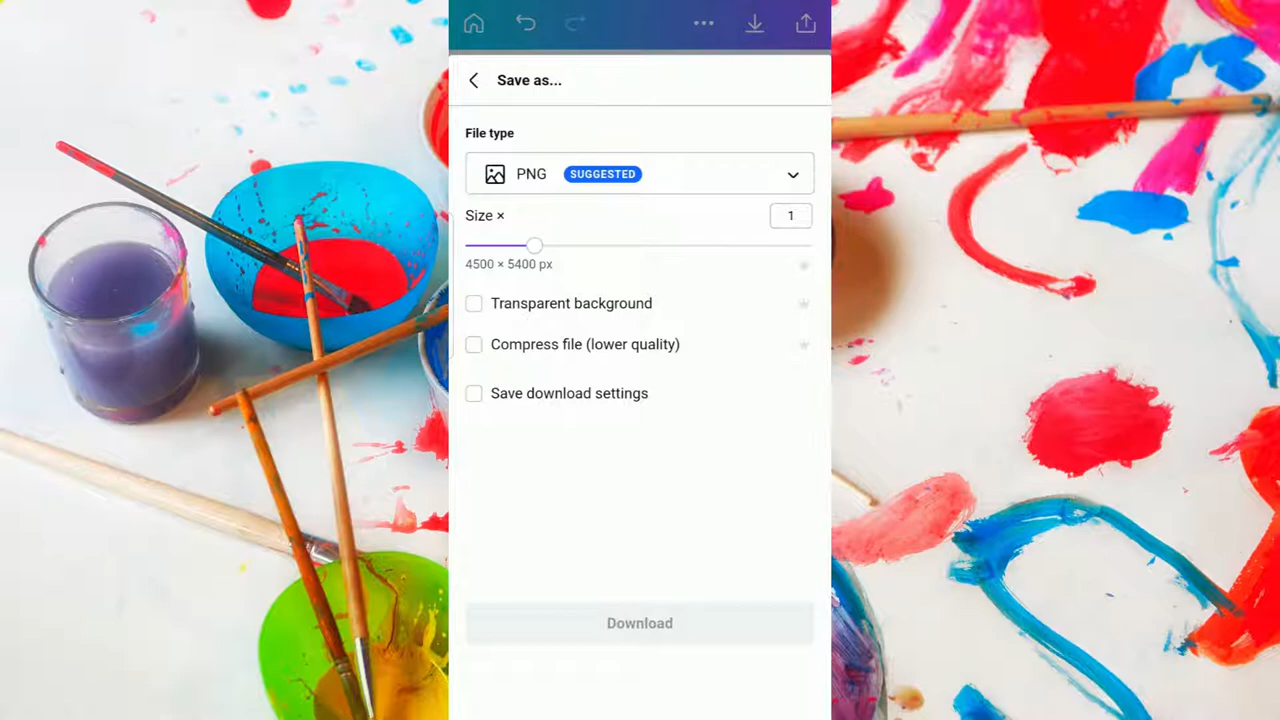 Save as...
File type
PNG SUGGESTED
Size × 1
4500 × 5400 px
Transparent background
Compress file (lower quality)
Save download settings
Download